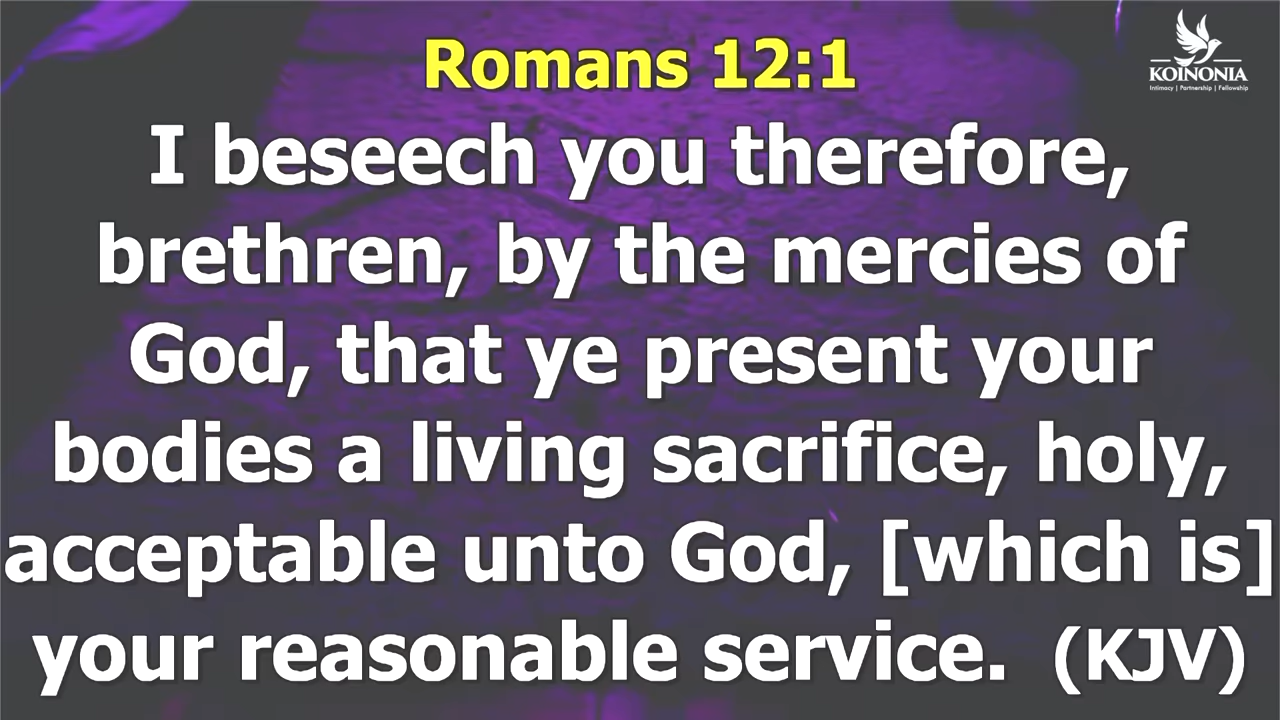 Romans 12:1
KOINONIA
Intimacy | Partnership | Fellowship
I beseech you therefore,
brethren, by the mercies of
God, that ye present your
bodies a living sacrifice, holy,
acceptable unto God, [which is]
your reasonable service. (KJV)